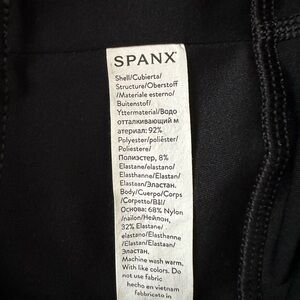 SPANX
Shell/Cubierta/
Structure/Oberstoff
/Materiale esterno/
Buitenstof/
Yttermaterial/Водо
отталкивающий м
атериал: 92%
Polyester/poliéster/
Poliestere/
Полиэстер, 8%
Elastane/elastano/
Elasthanne/Elastan/
Elastaan/Эластан.
Body/Cuerpo/Corps
/Corpetto/Bål/
Основа: 68% Nylon
/nailon/Нейлон,
32% Elastane/
elastano/Elasthanne
/Elastan/Elastaan/
Эластан.
Machine wash warm.
With like colors. Do
not use fabric
hecho en vietnam
fabbricato in